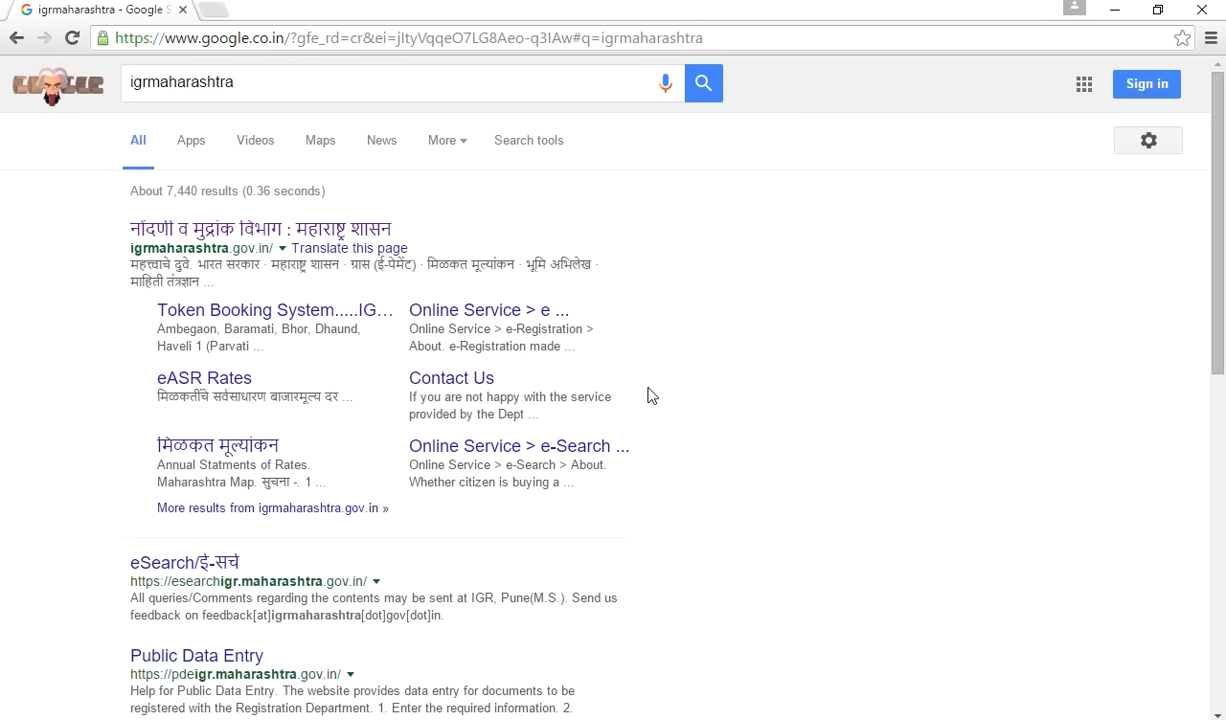 igrmaharashtra - Google S
https://www.google.co.in/?gfe_rd=cr&ei=jItyVqqeO7LG8Aeo-q3IAw#q=igrmaharashtra
igrmaharashtra
Sign in
All Apps Videos Maps News More Search tools
About 7,440 results (0.36 seconds)
नोंदणी व मुद्रांक विभाग : महाराष्ट्र शासन
igrmaharashtra.gov.in/ Translate this page
महत्त्वाचे दुवे. भारत सरकार · महाराष्ट्र शासन · ग्रास (ई-पेमेंट) · मिळकत मूल्यांकन · भूमि अभिलेख ·
माहिती तंत्रज्ञान ...
Token Booking System.....IG...
Ambegaon, Baramati, Bhor, Dhaund,
Haveli 1 (Parvati ...
Online Service > e ...
Online Service > e-Registration >
About. e-Registration made ...
eASR Rates
मिळकतींचे सर्वसाधारण बाजारमूल्य दर ...
Contact Us
If you are not happy with the service
provided by the Dept ...
मिळकत मूल्यांकन
Annual Statments of Rates.
Maharashtra Map. सुचना -. 1 ...
Online Service > e-Search ...
Online Service > e-Search > About.
Whether citizen is buying a ...
More results from igrmaharashtra.gov.in »
eSearch/ई-सर्च
https://esearchigr.maharashtra.gov.in/
All queries/Comments regarding the contents may be sent at IGR, Pune(M.S.). Send us
feedback on feedback[at]igrmaharashtra[dot]gov[dot]in.
Public Data Entry
https://pdeigr.maharashtra.gov.in/
Help for Public Data Entry. The website provides data entry for documents to be
registered with the Registration Department. 1. Enter the required information. 2.